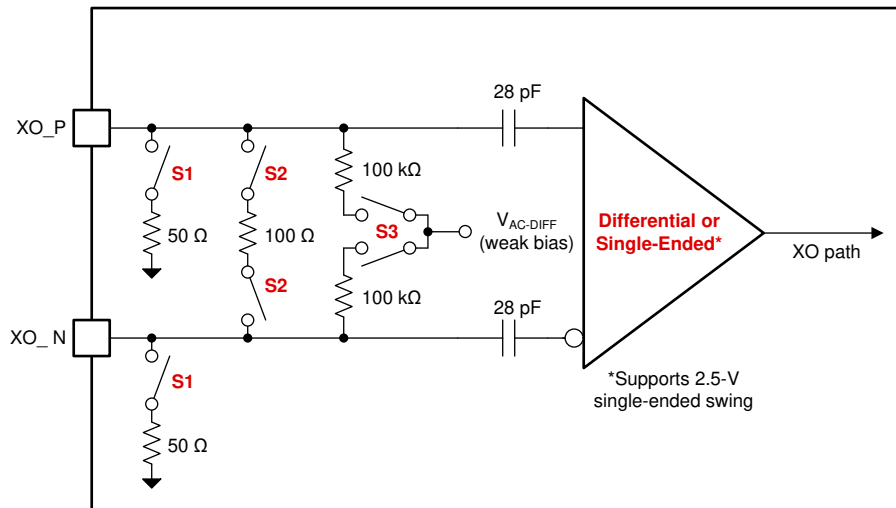 28 pF
XO_P
S1
S2
100 kΩ
50 Ω
100 Ω
S3
V_AC-DIFF
(weak bias)
Differential or
Single-Ended*
XO path
S2
100 kΩ
28 pF
XO_ N
S1
*Supports 2.5-V
single-ended swing
50 Ω